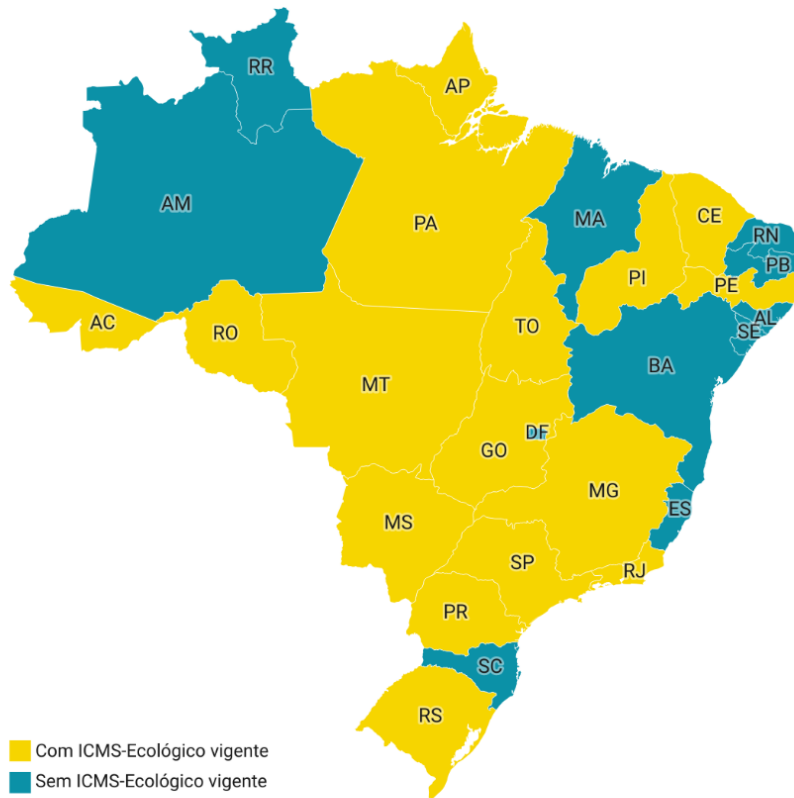 RR
AP
AM
PA
MA
CE
RN
PB
PI
PE
AC
RO
TO
AL
SE
BA
MT
DF
GO
MG
ES
MS
SP
RJ
PR
SC
RS
Com ICMS-Ecológico vigente
Sem ICMS-Ecológico vigente